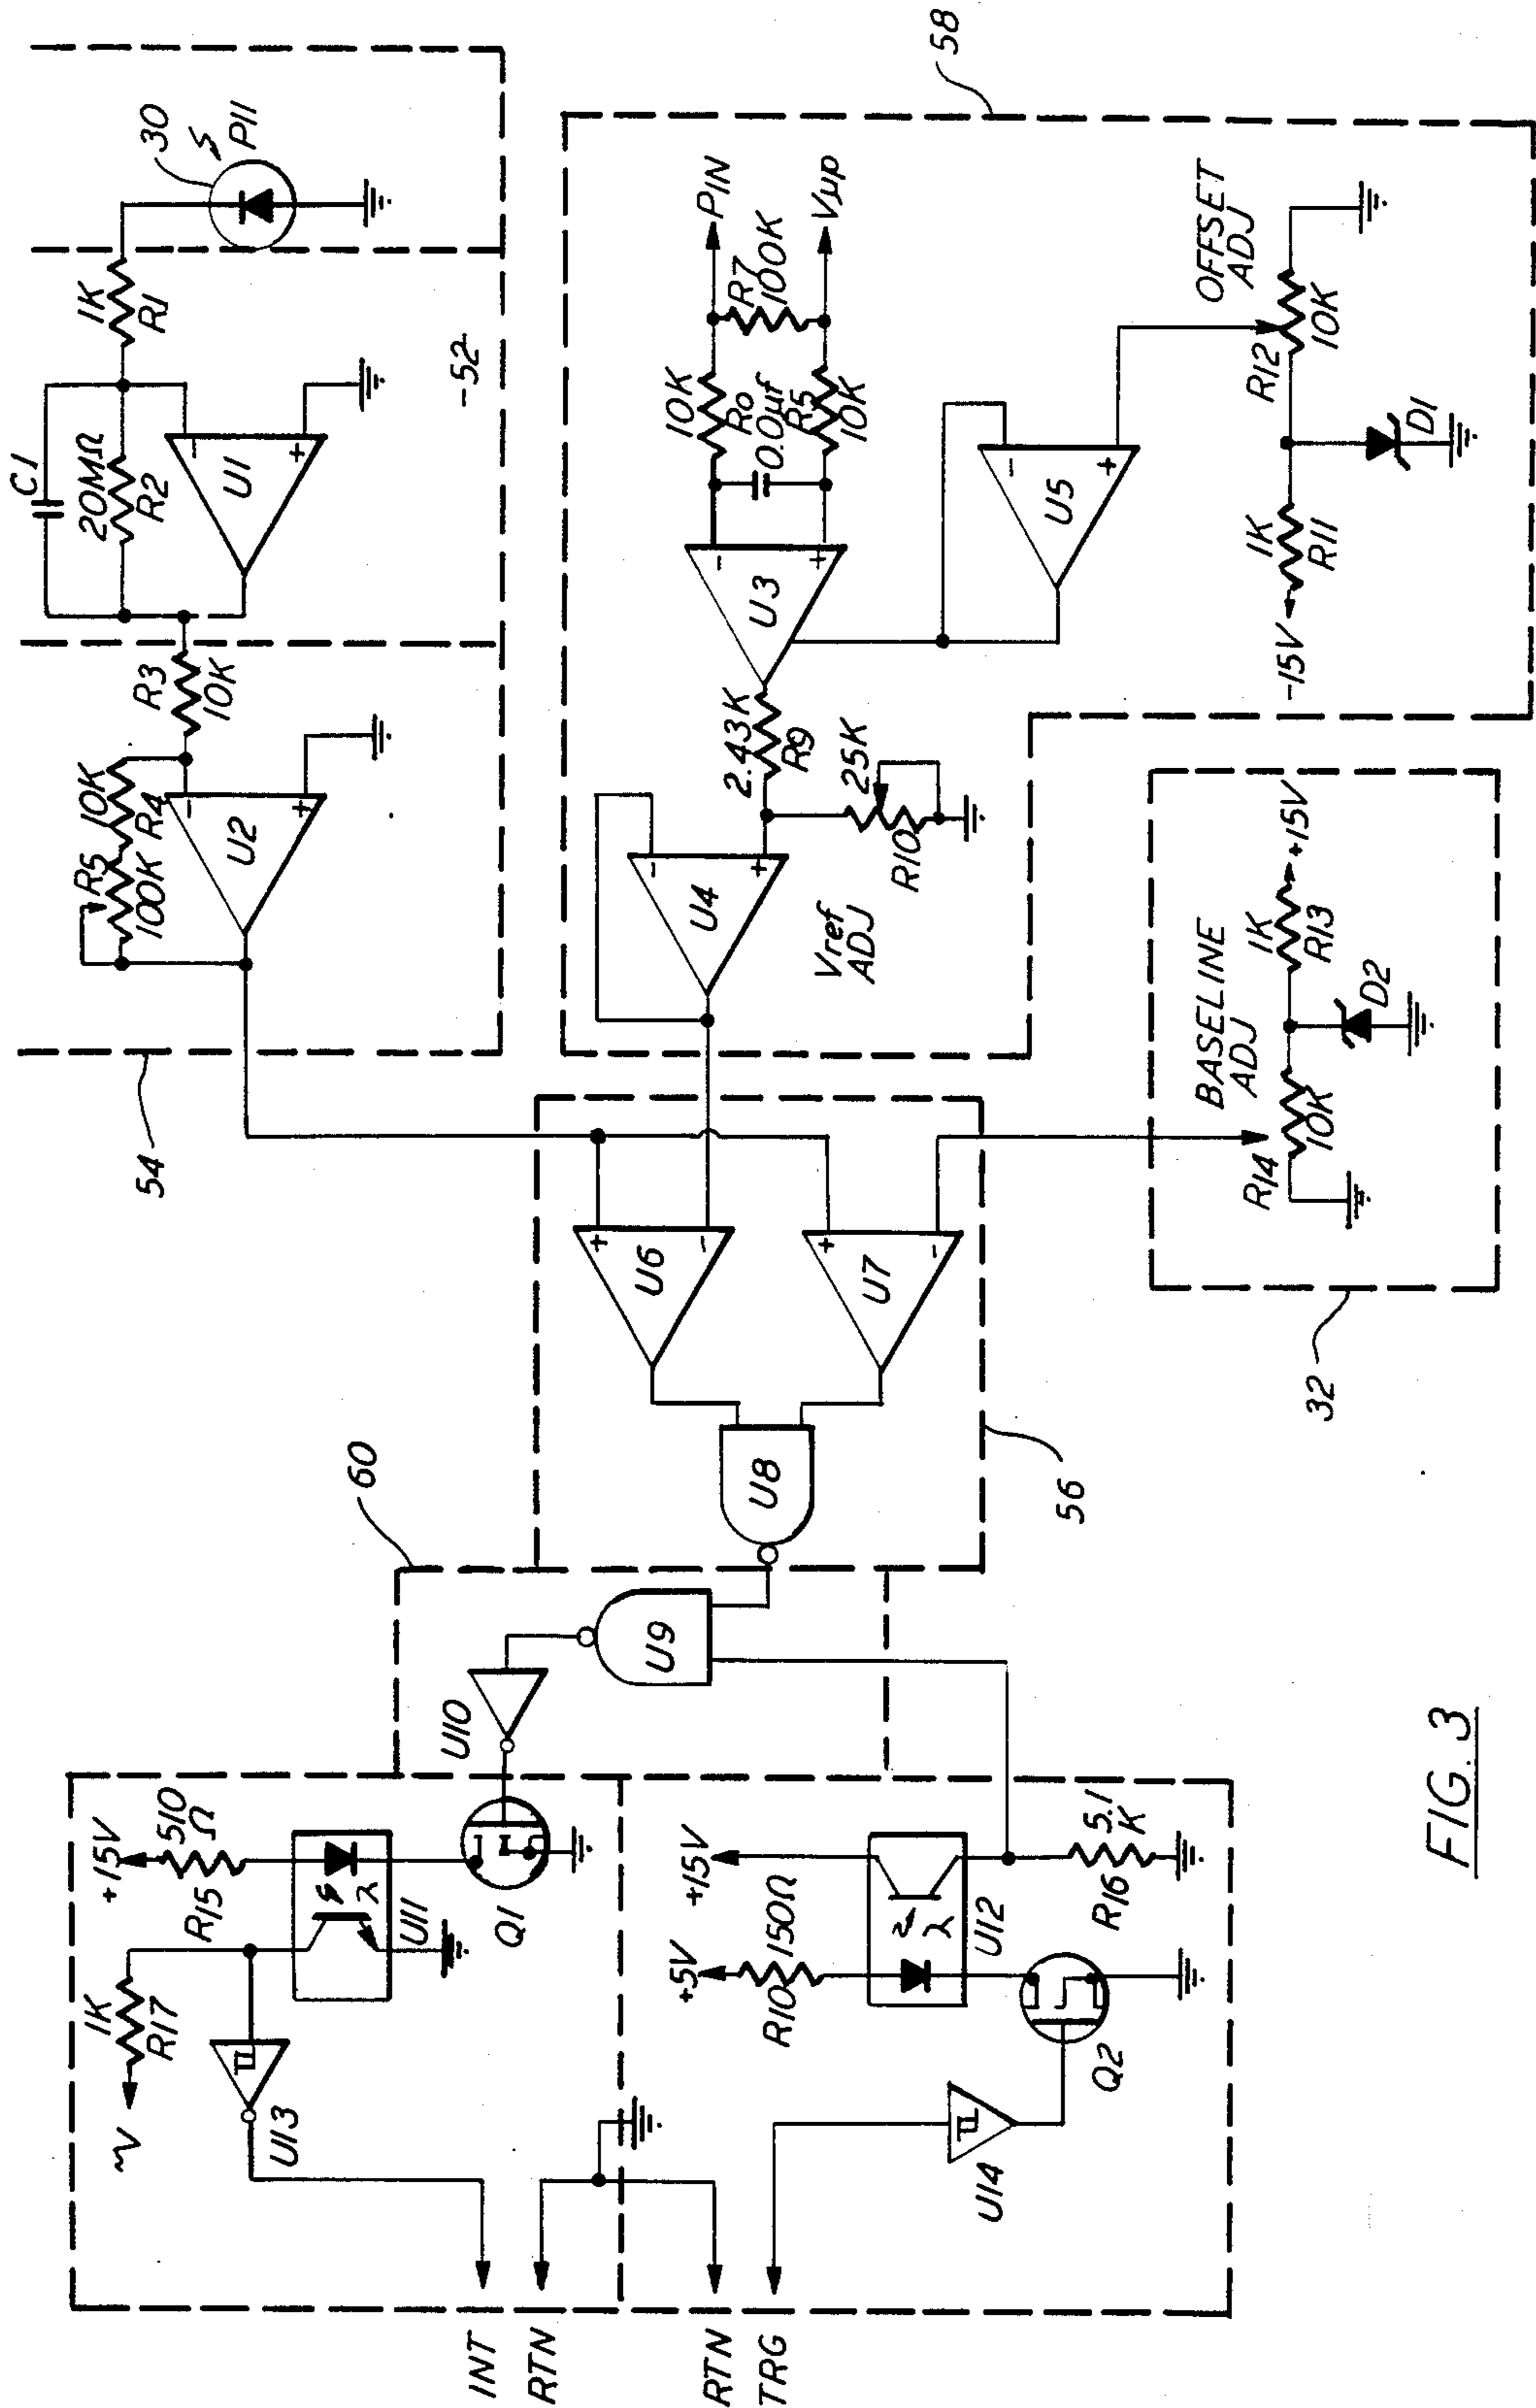 30
P11
1K
R1
C1
20MΩ
R2
-
+
U1
52
R3
10K
10K
R4
R5
100K
-
+
U2
54
58
PIN
Vµp
R7
100K
10K
R0
0.0µf
R5
10K
-
+
U3
-
+
U5
OFFSET
ADJ
R12
10K
D1
1K
R11
-15V
2.43K
R9
25K
R10
-
+
U4
Vref
ADJ
BASELINE
ADJ
+15V
1K
R13
D2
R14
10K
32
+
-
U6
+
-
U7
U8
56
60
U9
U10
+15V
510
Ω
R15
λ
U11
Q1
1K
R17
~V
U13
+15V
+5V
150Ω
R10
λ
U12
5.1
K
R16
Q2
U14
INT
RTN
RTN
TRG
FIG. 3